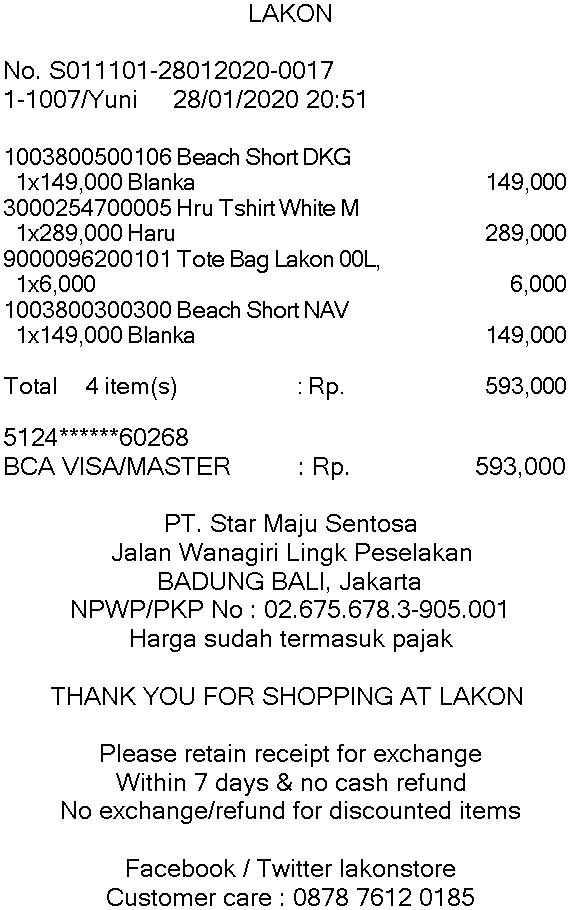 LAKON
No. S011101-28012020-0017
1-1007/Yuni 28/01/2020 20:51
1003800500106 Beach Short DKG
1x149,000 Blanka 149,000
3000254700005 Hru Tshirt White M
1x289,000 Haru 289,000
9000096200101 Tote Bag Lakon 00L,
1x6,000 6,000
1003800300300 Beach Short NAV
1x149,000 Blanka 149,000
Total 4 item(s) : Rp. 593,000
5124******60268
BCA VISA/MASTER : Rp. 593,000
PT. Star Maju Sentosa
Jalan Wanagiri Lingk Peselakan
BADUNG BALI, Jakarta
NPWP/PKP No : 02.675.678.3-905.001
Harga sudah termasuk pajak
THANK YOU FOR SHOPPING AT LAKON
Please retain receipt for exchange
Within 7 days & no cash refund
No exchange/refund for discounted items
Facebook / Twitter lakonstore
Customer care : 0878 7612 0185